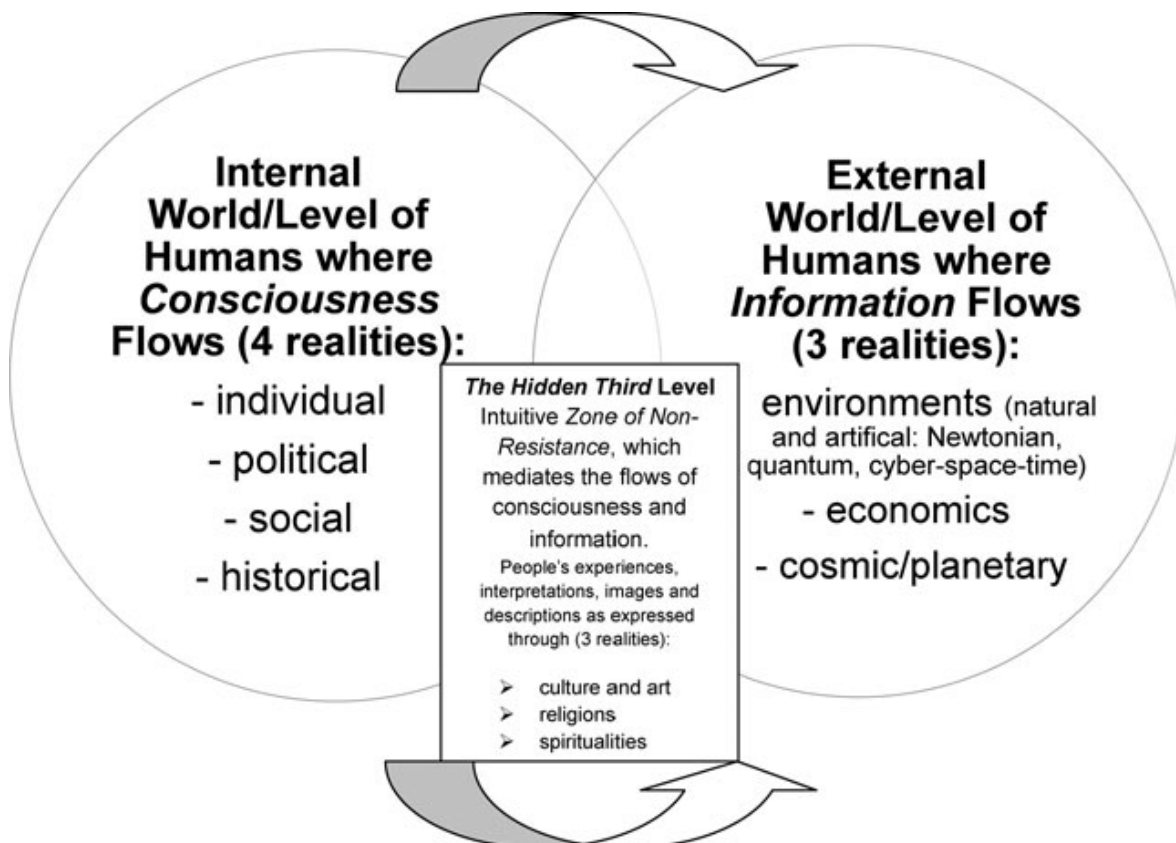 Internal
World/Level of
Humans where
Consciousness
Flows (4 realities):
- individual
- political
- social
- historical
The Hidden Third Level
Intuitive Zone of Non-
Resistance, which
mediates the flows of
consciousness and
information.
People's experiences,
interpretations, images and
descriptions as expressed
through (3 realities):
➢ culture and art
➢ religions
➢ spiritualities
External
World/Level of
Humans where
Information Flows
(3 realities):
environments (natural
and artifical: Newtonian,
quantum, cyber-space-time)
- economics
- cosmic/planetary